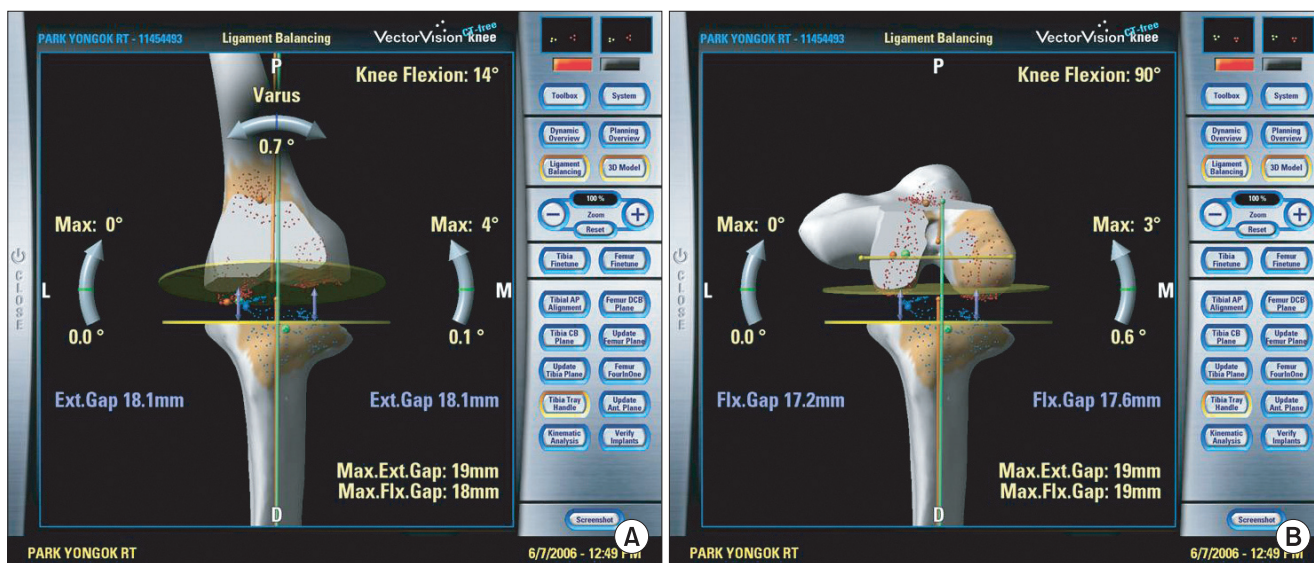 PARK YONGOK RT - 11454493
Ligament Balancing
VectorVision knee
CT-free
P
Knee Flexion: 14°
Varus
0.7 °
Max: 0°
Max: 4°
L
M
0.0 °
0.1 °
Ext.Gap 18.1mm
Ext.Gap 18.1mm
Max.Ext.Gap: 19mm
Max.Flx.Gap: 18mm
D
CLOSE
Toolbox
System
Dynamic Overview
Planning Overview
Ligament Balancing
3D Model
100 %
Zoom
Reset
Tibia Finetune
Femur Finetune
Tibial AP Alignment
Femur DCB Plane
Tibia CB Plane
Update Femur Plane
Update Tibia Plane
Femur FourInOne
Tibia Tray Handle
Update Ant. Plane
Kinematic Analysis
Verify Implants
Screenshot
A
PARK YONGOK RT
6/7/2006 - 12:49 PM
PARK YONGOK RT - 11454493
Ligament Balancing
VectorVision knee
CT-free
P
Knee Flexion: 90°
Max: 0°
Max: 3°
L
M
0.0 °
0.6 °
Flx.Gap 17.2mm
Flx.Gap 17.6mm
Max.Ext.Gap: 19mm
Max.Flx.Gap: 19mm
D
CLOSE
Toolbox
System
Dynamic Overview
Planning Overview
Ligament Balancing
3D Model
100 %
Zoom
Reset
Tibia Finetune
Femur Finetune
Tibial AP Alignment
Femur DCB Plane
Tibia CB Plane
Update Femur Plane
Update Tibia Plane
Femur FourInOne
Tibia Tray Handle
Update Ant. Plane
Kinematic Analysis
Verify Implants
Screenshot
B
PARK YONGOK RT
6/7/2006 - 12:49 PM